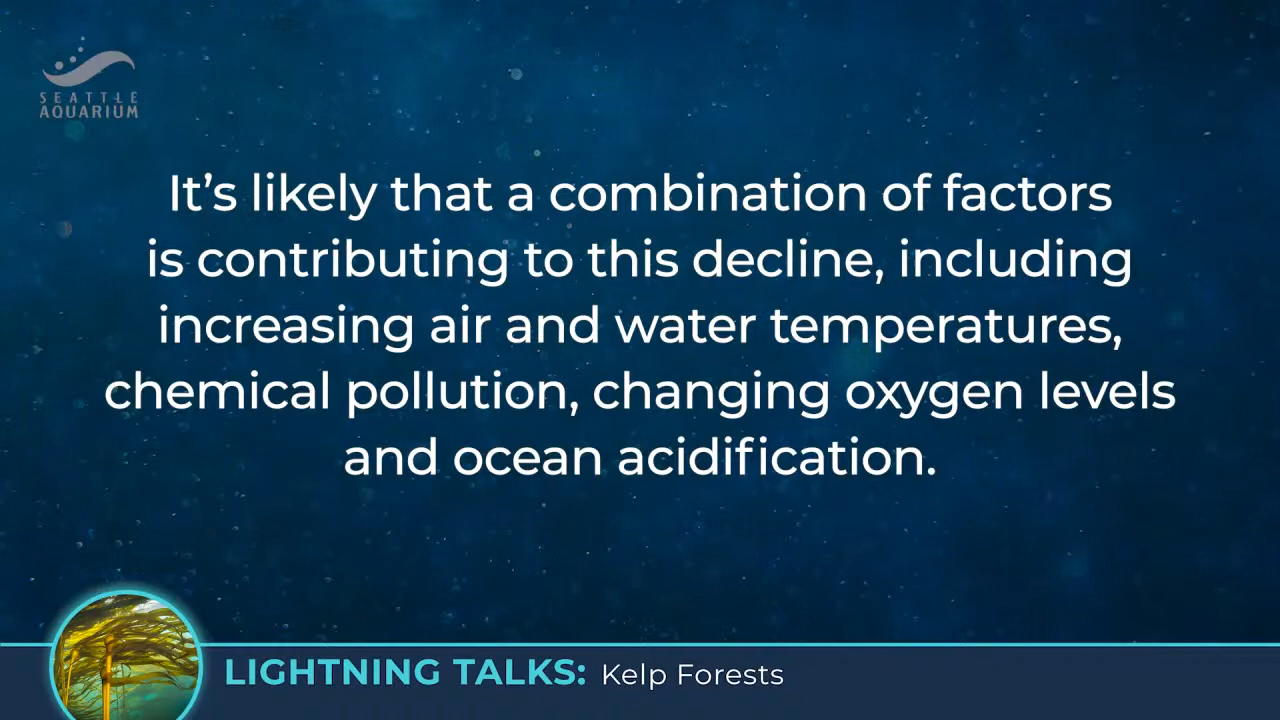 SEATTLE
AQUARIUM
It’s likely that a combination of factors
is contributing to this decline, including
increasing air and water temperatures,
chemical pollution, changing oxygen levels
and ocean acidification.
LIGHTNING TALKS: Kelp Forests